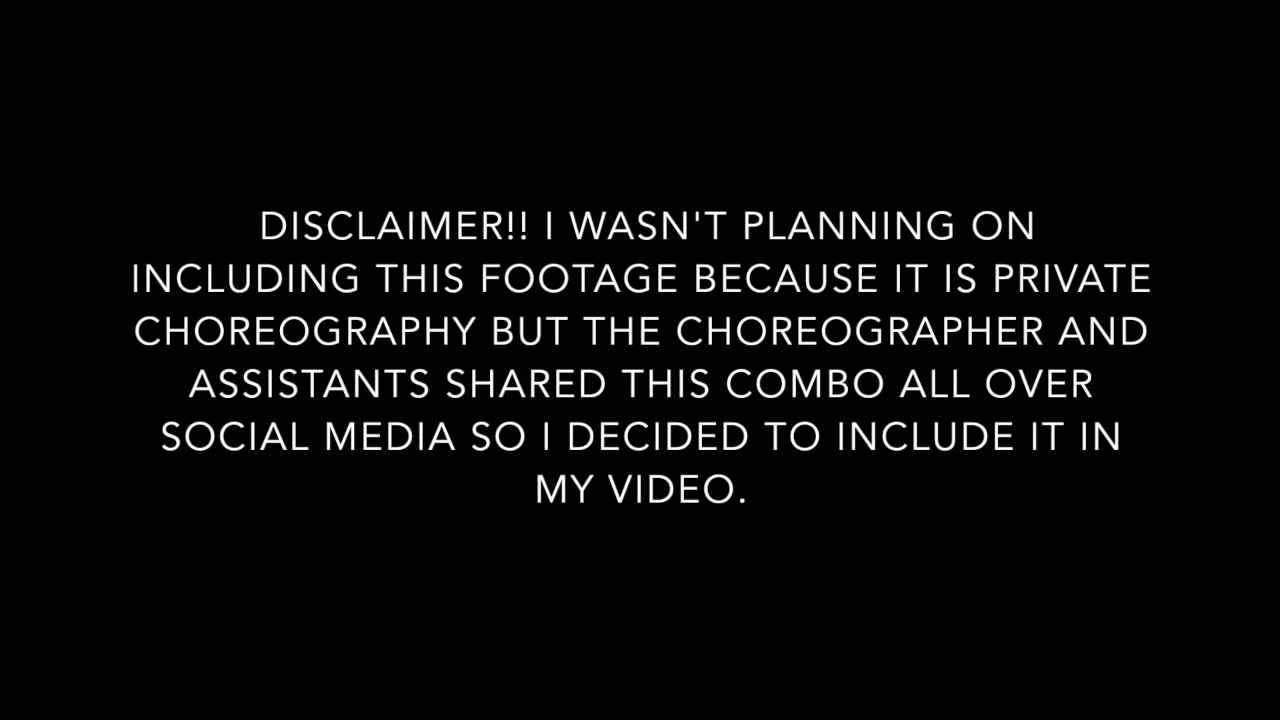 DISCLAIMER!! I WASN'T PLANNING ON
INCLUDING THIS FOOTAGE BECAUSE IT IS PRIVATE
CHOREOGRAPHY BUT THE CHOREOGRAPHER AND
ASSISTANTS SHARED THIS COMBO ALL OVER
SOCIAL MEDIA SO I DECIDED TO INCLUDE IT IN
MY VIDEO.